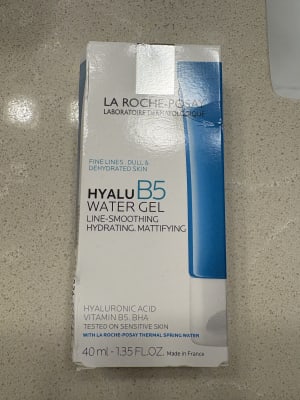 LA ROCHE-POSAY
LABORATOIRE DERMATOLOGIQUE
FINE LINES, DULL &
DEHYDRATED SKIN
HYALU B5
WATER GEL
LINE-SMOOTHING
HYDRATING, MATTIFYING
HYALURONIC ACID
VITAMIN B5, BHA
TESTED ON SENSITIVE SKIN
WITH LA ROCHE-POSAY THERMAL SPRING WATER
40 ml - 1.35 FL.OZ. Made in France